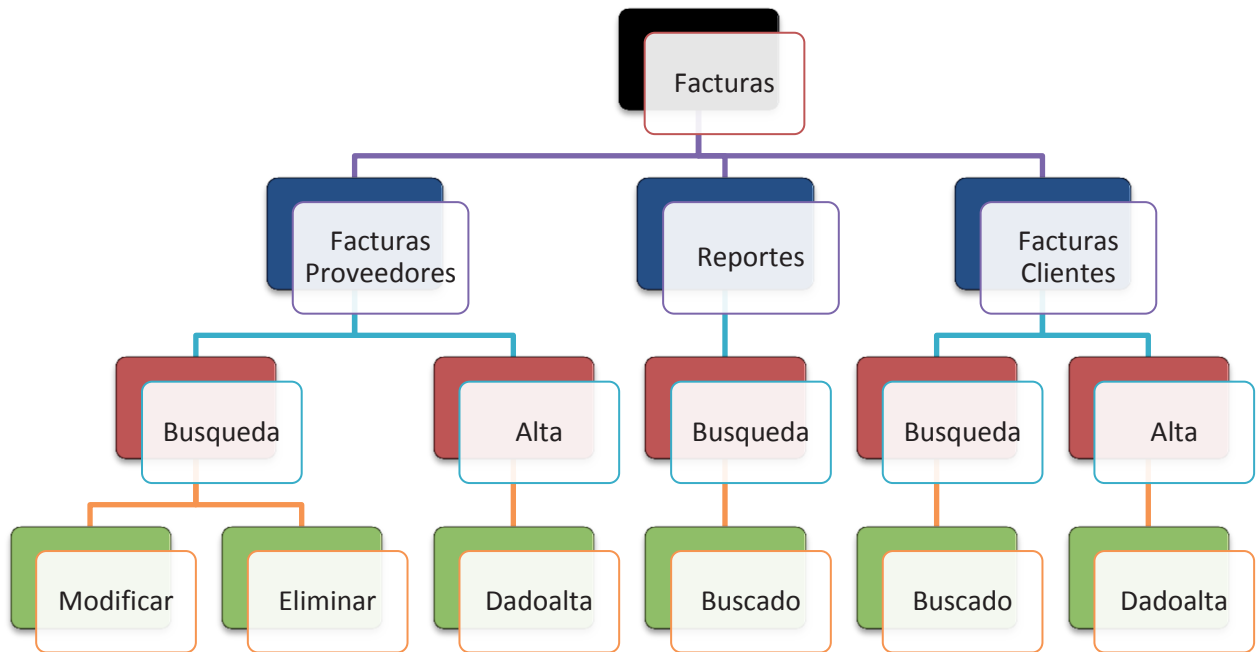 Facturas
Facturas
Proveedores
Reportes
Facturas
Clientes
Busqueda
Alta
Busqueda
Busqueda
Alta
Modificar
Eliminar
Dadoalta
Buscado
Buscado
Dadoalta